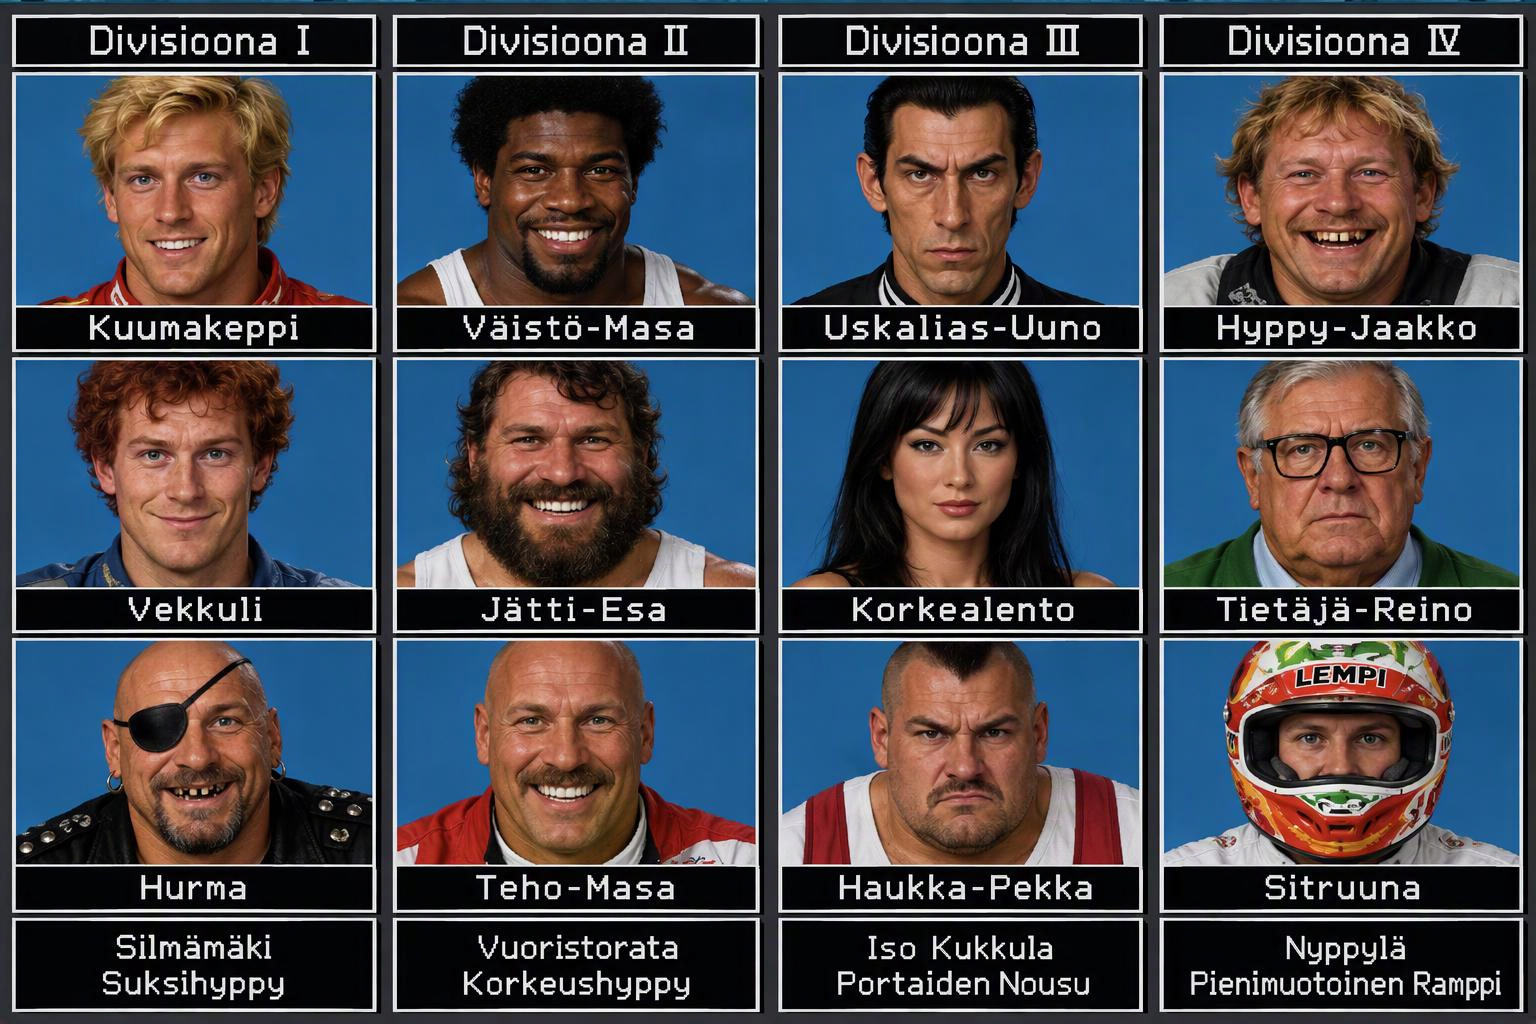 Divisioona I
Divisioona II
Divisioona III
Divisioona IV
Kuumakeppi
Väistö-Masa
Uskalias-Uuno
Hyppy-Jaakko
Vekkuli
Jätti-Esa
Korkealento
Tietäjä-Reino
LEMPI
Hurma
Teho-Masa
Haukka-Pekka
Sitruuna
Silmämäki
Suksihyppy
Vuoristorata
Korkeushyppy
Iso Kukkula
Portaiden Nousu
Nyppylä
Pienimuotoinen Ramppi